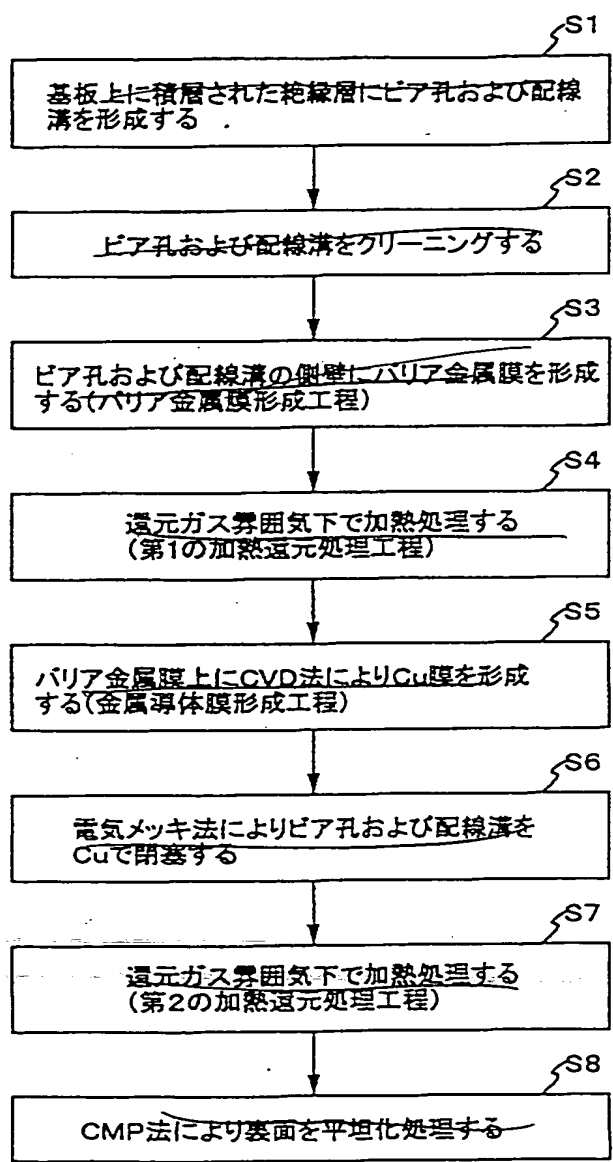 S1
基板上に積層された絶縁層にビア孔および配線
溝を形成する
S2
ビア孔および配線溝をクリーニングする
S3
ビア孔および配線溝の側壁にバリア金属膜を形成
する(バリア金属膜形成工程)
S4
還元ガス雰囲気下で加熱処理する
(第1の加熱還元処理工程)
S5
バリア金属膜上にCVD法によりCu膜を形成
する(金属導体膜形成工程)
S6
電気メッキ法によりビア孔および配線溝を
Cuで閉塞する
S7
還元ガス雰囲気下で加熱処理する
(第2の加熱還元処理工程)
S8
CMP法により裏面を平坦化処理する